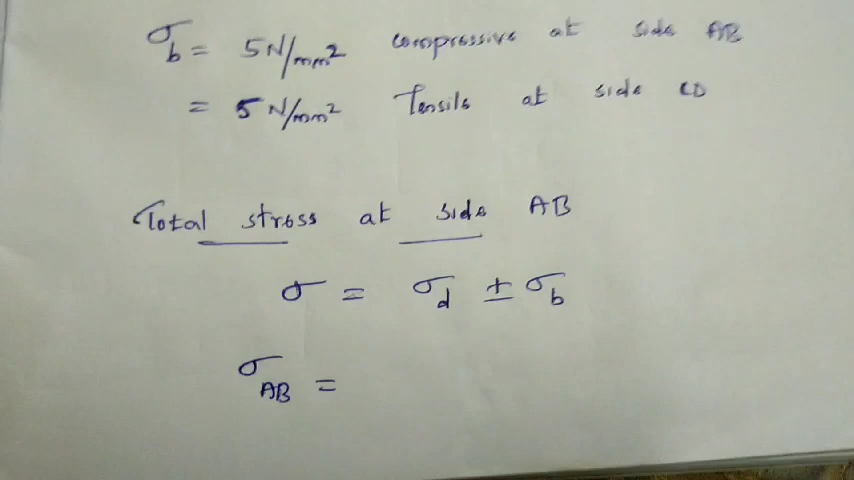 σb = 5 N/mm² compressive at side AB
= 5 N/mm² Tensile at side CD
Total stress at side AB
σ = σd ± σb
σAB =